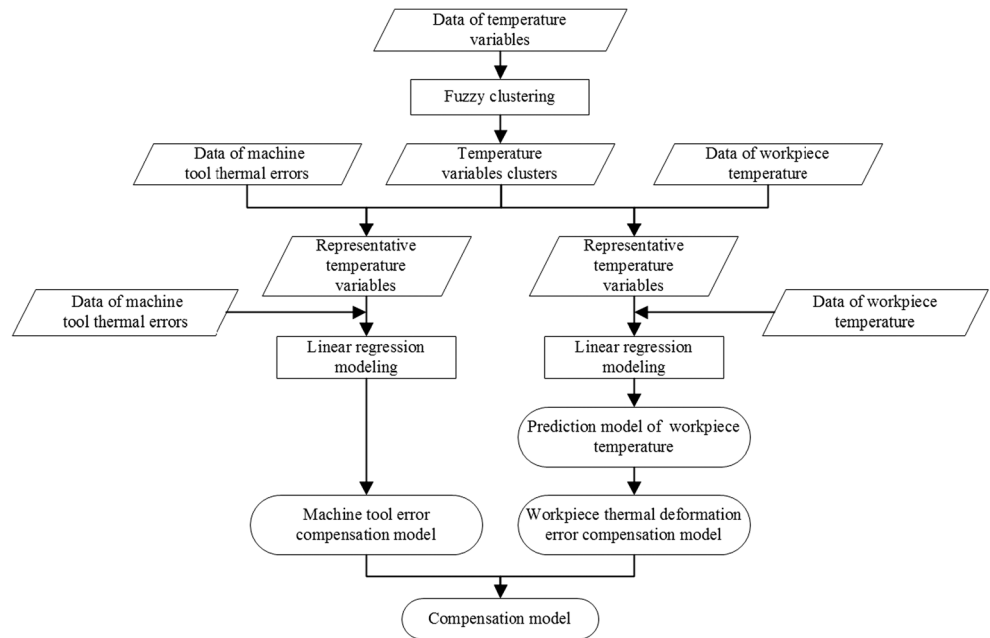 Data of temperature
variables
Fuzzy clustering
Data of machine
tool thermal errors
Temperature
variables clusters
Data of workpiece
temperature
Representative
temperature
variables
Representative
temperature
variables
Data of machine
tool thermal errors
Data of workpiece
temperature
Linear regression
modeling
Linear regression
modeling
Prediction model of workpiece
temperature
Machine tool error
compensation model
Workpiece thermal deformation
error compensation model
Compensation model